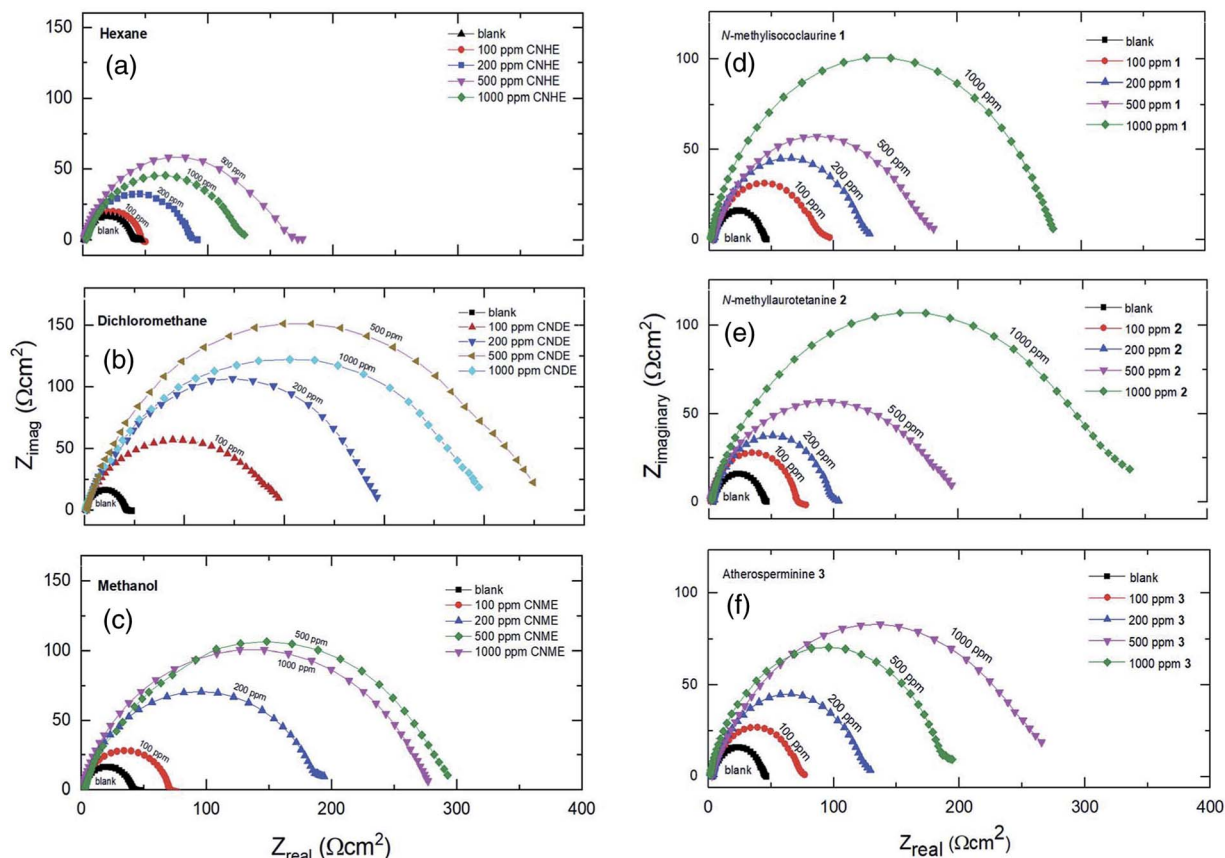 Hexane
(a)
blank
100 ppm CNHE
200 ppm CNHE
500 ppm CNHE
1000 ppm CNHE
150
100
50
0
500 ppm
1000 ppm
200 ppm
100 ppm
blank
Dichloromethane
(b)
blank
100 ppm CNDE
200 ppm CNDE
500 ppm CNDE
1000 ppm CNDE
150
100
50
0
500 ppm
1000 ppm
200 ppm
100 ppm
blank
Methanol
(c)
blank
100 ppm CNME
200 ppm CNME
500 ppm CNME
1000 ppm CNME
150
100
50
0
500 ppm
1000 ppm
200 ppm
100 ppm
blank
0 100 200 300 400
Zimag (Ωcm2)
Zreal (Ωcm2)
N-methylisococlaurine 1
(d)
blank
100 ppm 1
200 ppm 1
500 ppm 1
1000 ppm 1
100
50
0
1000 ppm
500 ppm
200 ppm
100 ppm
blank
N-methyllaurotetanine 2
(e)
blank
100 ppm 2
200 ppm 2
500 ppm 2
1000 ppm 2
100
50
0
1000 ppm
500 ppm
200 ppm
100 ppm
blank
Atherosperminine 3
(f)
blank
100 ppm 3
200 ppm 3
500 ppm 3
1000 ppm 3
100
50
0
1000 ppm
500 ppm
200 ppm
100 ppm
blank
0 100 200 300 400
Zimaginary (Ωcm2)
Zreal (Ωcm2)